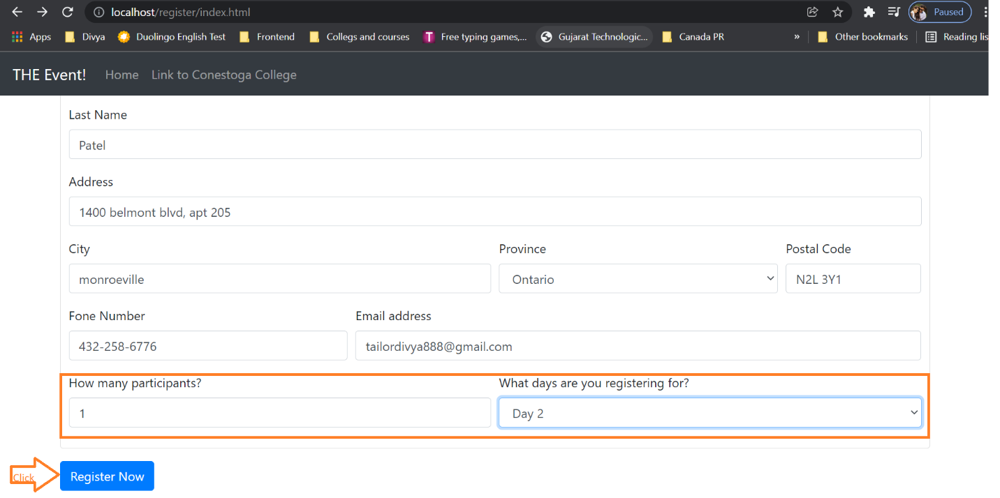 localhost/register/index.html Paused
Apps Divya Duolingo English Test Frontend Collegs and courses T Free typing games,... Gujarat Technologic... Canada PR » Other bookmarks Reading lis
THE Event! Home Link to Conestoga College
Last Name
Patel
Address
1400 belmont blvd, apt 205
City Province Postal Code
monroeville Ontario N2L 3Y1
Fone Number Email address
432-258-6776 tailordivya888@gmail.com
How many participants? What days are you registering for?
1 Day 2
Click Register Now